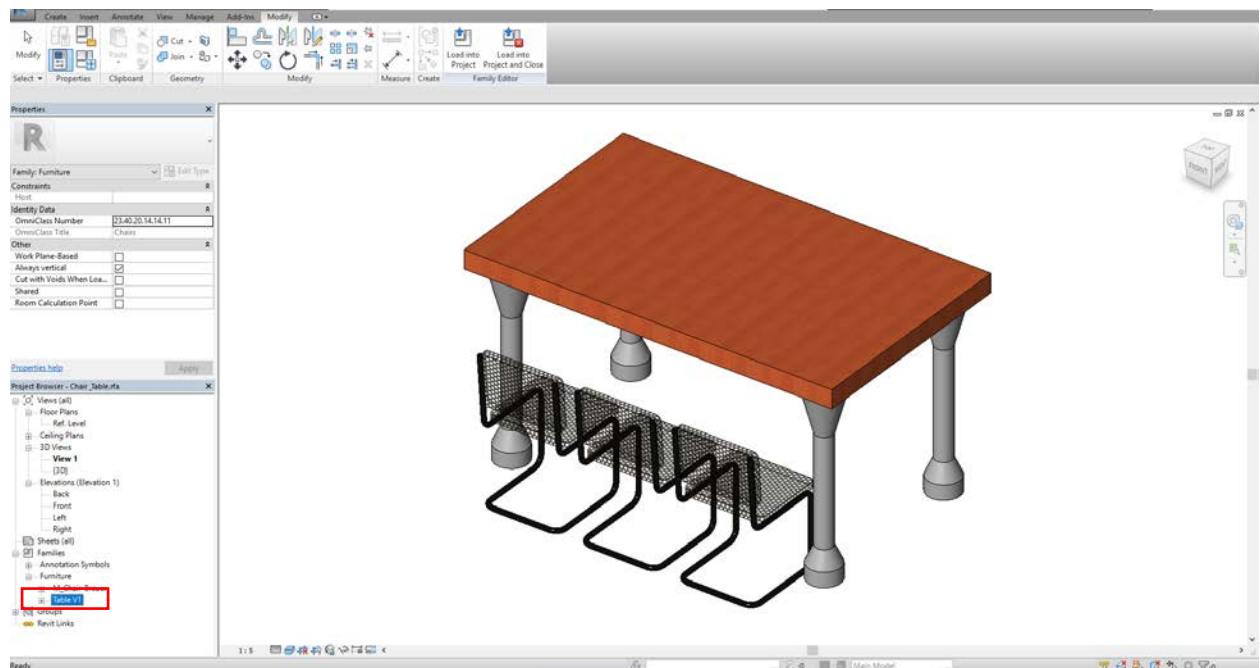 Create Insert Annotate View Manage Add-Ins Modify
Modify
Paste
Cut
Join
Load into Project
Load into Project and Close
Select Properties Clipboard Geometry Modify Measure Create Family Editor
Properties
R
Family: Furniture Edit Type
Constraints
Host
Identity Data
OmniClass Number 23.40.20.14.14.11
OmniClass Title Chairs
Other
Work Plane-Based
Always vertical
Cut with Voids When Loa...
Shared
Room Calculation Point
Properties help Apply
Project Browser - Chair_Table.rfa
Views (all)
Floor Plans
Ref. Level
Ceiling Plans
3D Views
View 1
{3D}
Elevations (Elevation 1)
Back
Front
Left
Right
Sheets (all)
Families
Annotation Symbols
Furniture
M_Chair-Breuer
Table V1
Groups
Revit Links
TOP
FRONT
1:5
Ready
Main Model